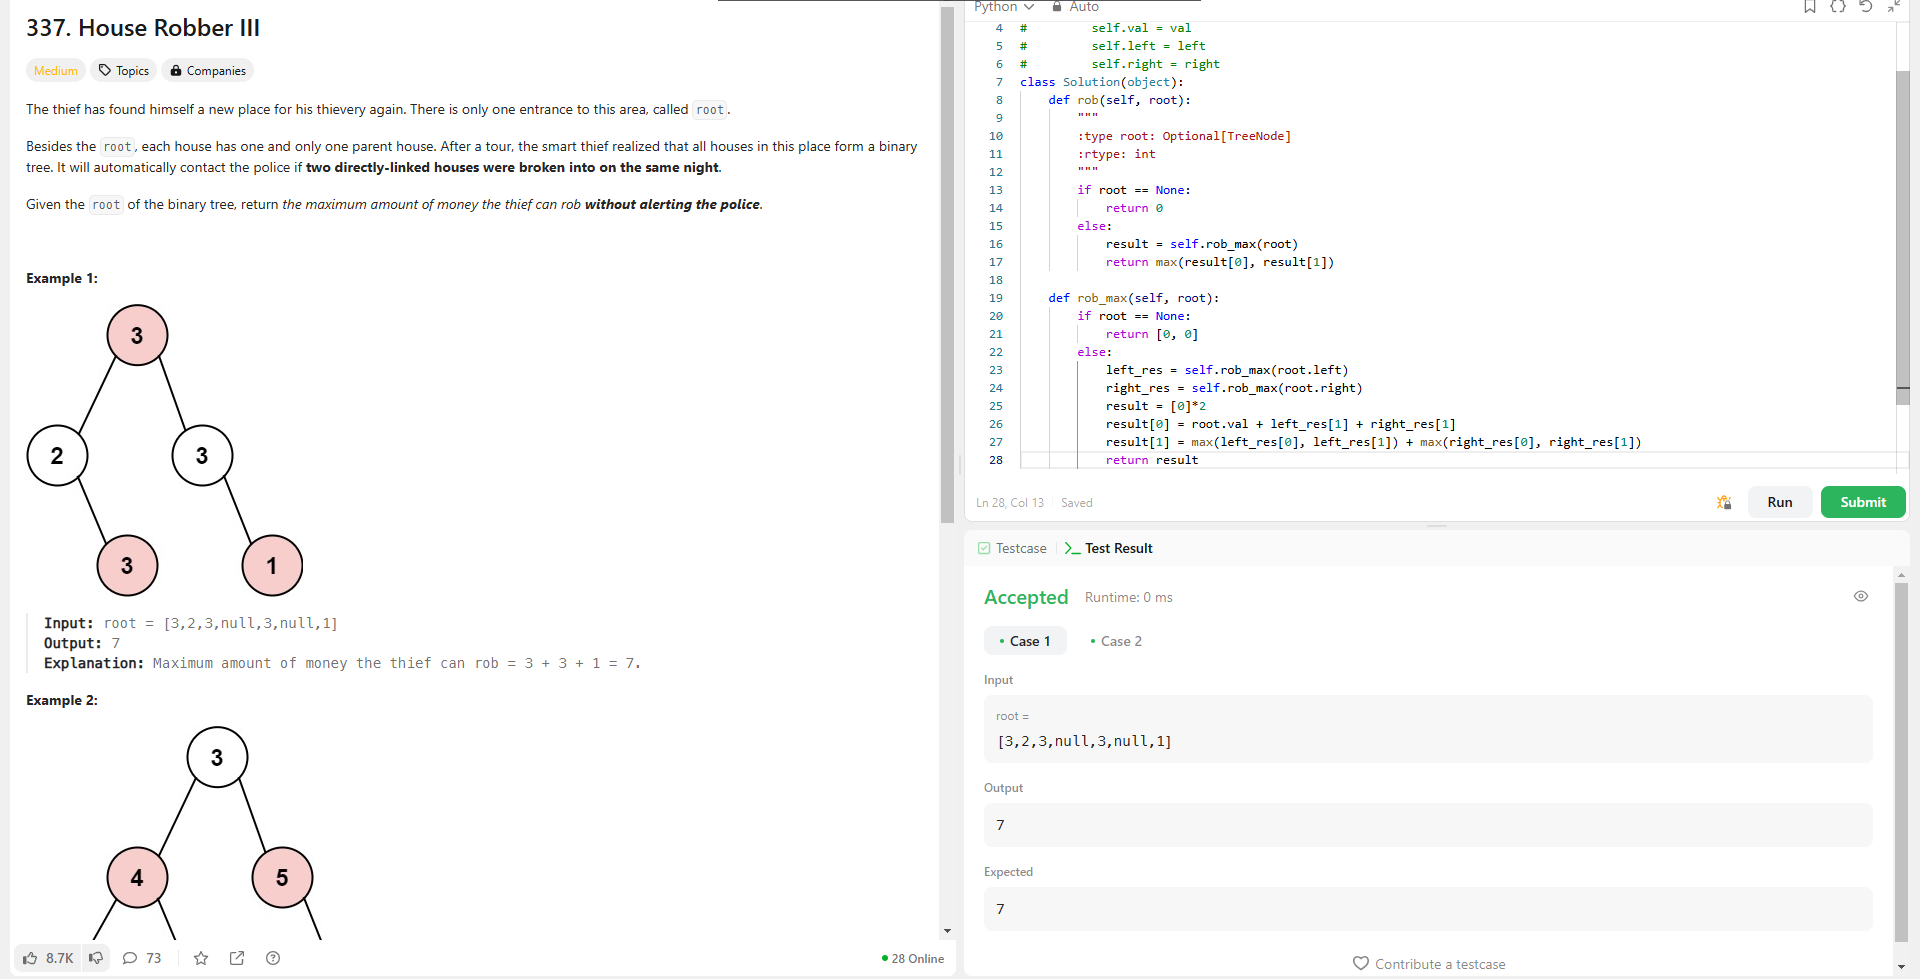 337. House Robber III
Medium
Topics
Companies
The thief has found himself a new place for his thievery again. There is only one entrance to this area, called root.
Besides the root, each house has one and only one parent house. After a tour, the smart thief realized that all houses in this place form a binary
tree. It will automatically contact the police if two directly-linked houses were broken into on the same night.
Given the root of the binary tree, return the maximum amount of money the thief can rob without alerting the police.
Example 1:
3
2
3
3
1
Input: root = [3,2,3,null,3,null,1]
Output: 7
Explanation: Maximum amount of money the thief can rob = 3 + 3 + 1 = 7.
Example 2:
3
4
5
8.7K
73
28 Online
Python
Auto
4 #         self.val = val
5 #         self.left = left
6 #         self.right = right
7 class Solution(object):
8     def rob(self, root):
9         """
10         :type root: Optional[TreeNode]
11         :rtype: int
12         """
13         if root == None:
14             return 0
15         else:
16             result = self.rob_max(root)
17             return max(result[0], result[1])
18
19     def rob_max(self, root):
20         if root == None:
21             return [0, 0]
22         else:
23             left_res = self.rob_max(root.left)
24             right_res = self.rob_max(root.right)
25             result = [0]*2
26             result[0] = root.val + left_res[1] + right_res[1]
27             result[1] = max(left_res[0], left_res[1]) + max(right_res[0], right_res[1])
28             return result
Ln 28, Col 13
Saved
Run
Submit
Testcase
Test Result
Accepted
Runtime: 0 ms
Case 1
Case 2
Input
root =
[3,2,3,null,3,null,1]
Output
7
Expected
7
Contribute a testcase